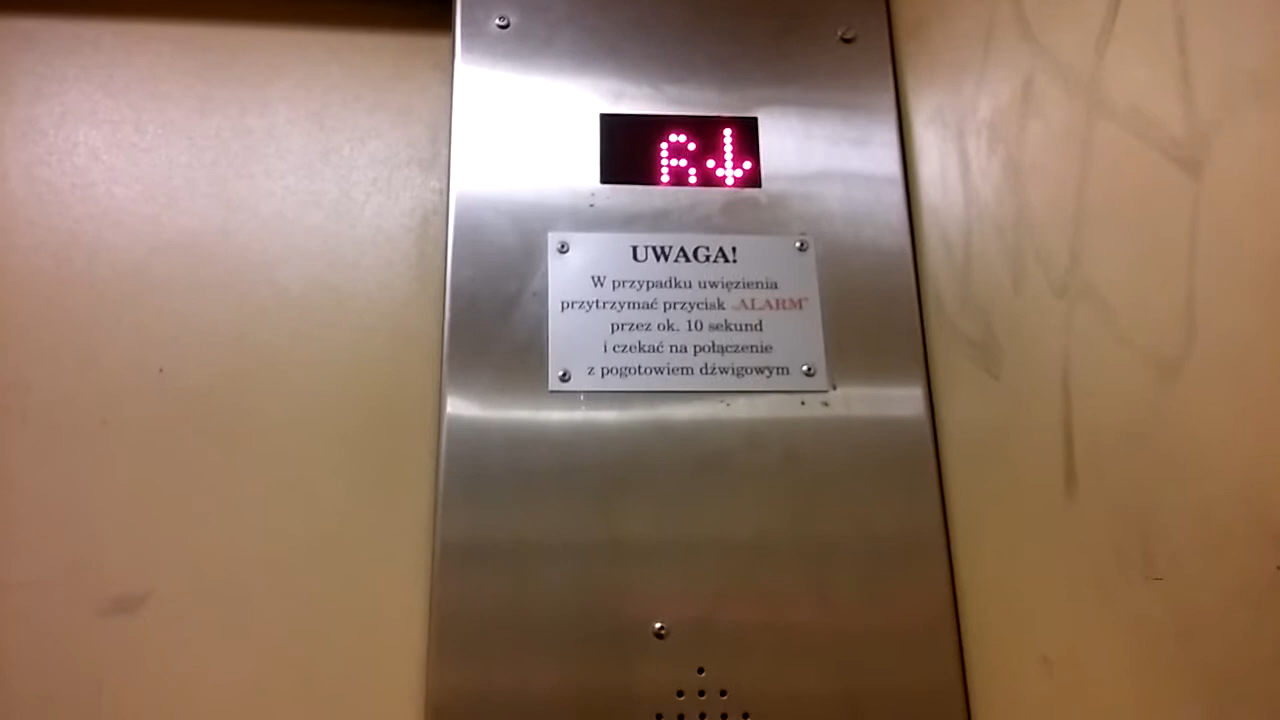 R↓
UWAGA!
W przypadku uwięzienia
przytrzymać przycisk „ALARM”
przez ok. 10 sekund
i czekać na połączenie
z pogotowiem dźwigowym